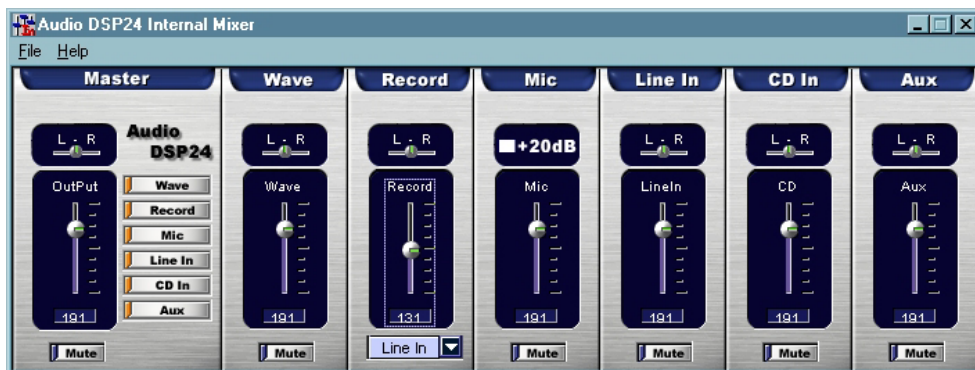 Audio DSP24 Internal Mixer
File Help
Master Wave Record Mic Line In CD In Aux
L - R Audio DSP24 L - R L - R +20dB L - R L - R L - R
OutPut Wave Wave Record Mic LineIn CD Aux
Record
Mic
Line In
CD In
Aux
191 191 131 191 191 191 191
Mute Mute Line In Mute Mute Mute Mute